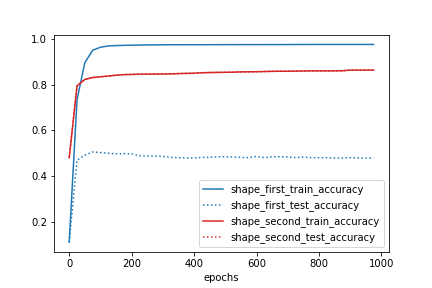 1.0
0.8
0.6
0.4
0.2
shape_first_train_accuracy
shape_first_test_accuracy
shape_second_train_accuracy
shape_second_test_accuracy
0 200 400 600 800 1000
epochs